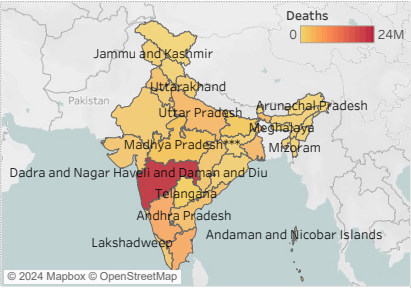 Deaths
0 24M
Jammu and Kashmir
Uttarakhand
Pakistan
Uttar Pradesh
Arunachal Pradesh
Meghalaya
Madhya Pradesh***
Mizoram
Dadra and Nagar Haveli and Daman and Diu
Telangana
Andhra Pradesh
Lakshadweep
Andaman and Nicobar Islands
© 2024 Mapbox © OpenStreetMap